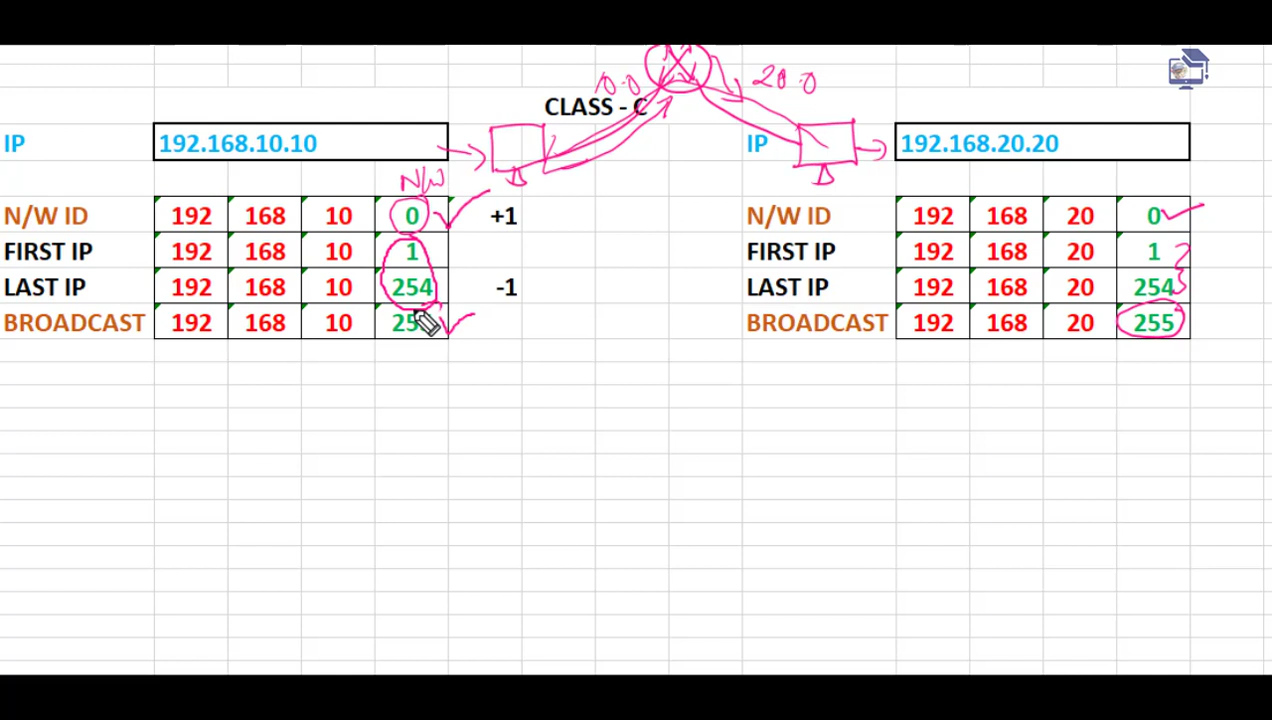 10.0 20.0
CLASS - C
IP 192.168.10.10 IP 192.168.20.20
N/W
N/W ID 192 168 10 0 +1 N/W ID 192 168 20 0
FIRST IP 192 168 10 1 FIRST IP 192 168 20 1
LAST IP 192 168 10 254 -1 LAST IP 192 168 20 254
BROADCAST 192 168 10 BROADCAST 192 168 20 255